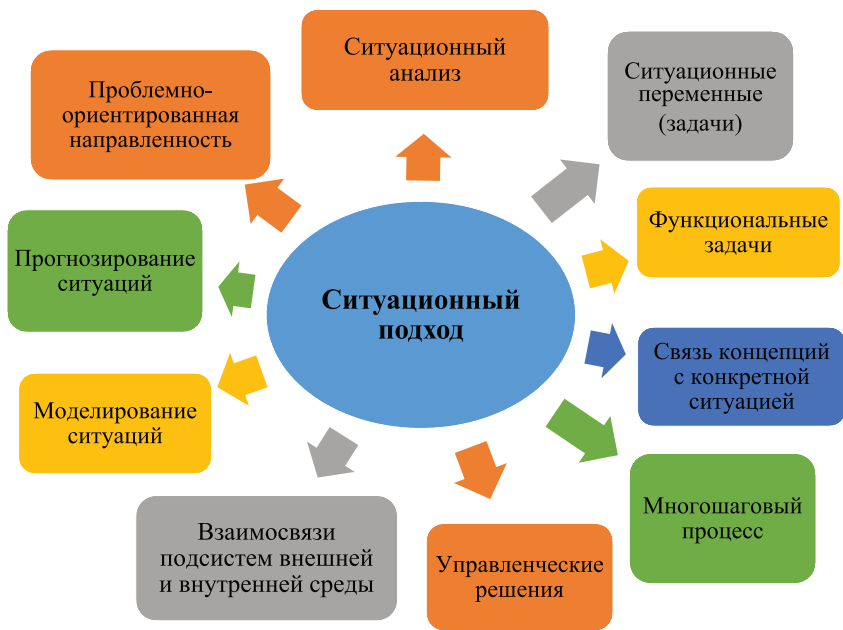 Ситуационный
анализ
Ситуационные
переменные
(задачи)
Функциональные
задачи
Связь концепций
с конкретной
ситуацией
Многошаговый
процесс
Управленческие
решения
Взаимосвязи
подсистем внешней
и внутренней среды
Моделирование
ситуаций
Прогнозирование
ситуаций
Проблемно-
ориентированная
направленность
Ситуационный
подход